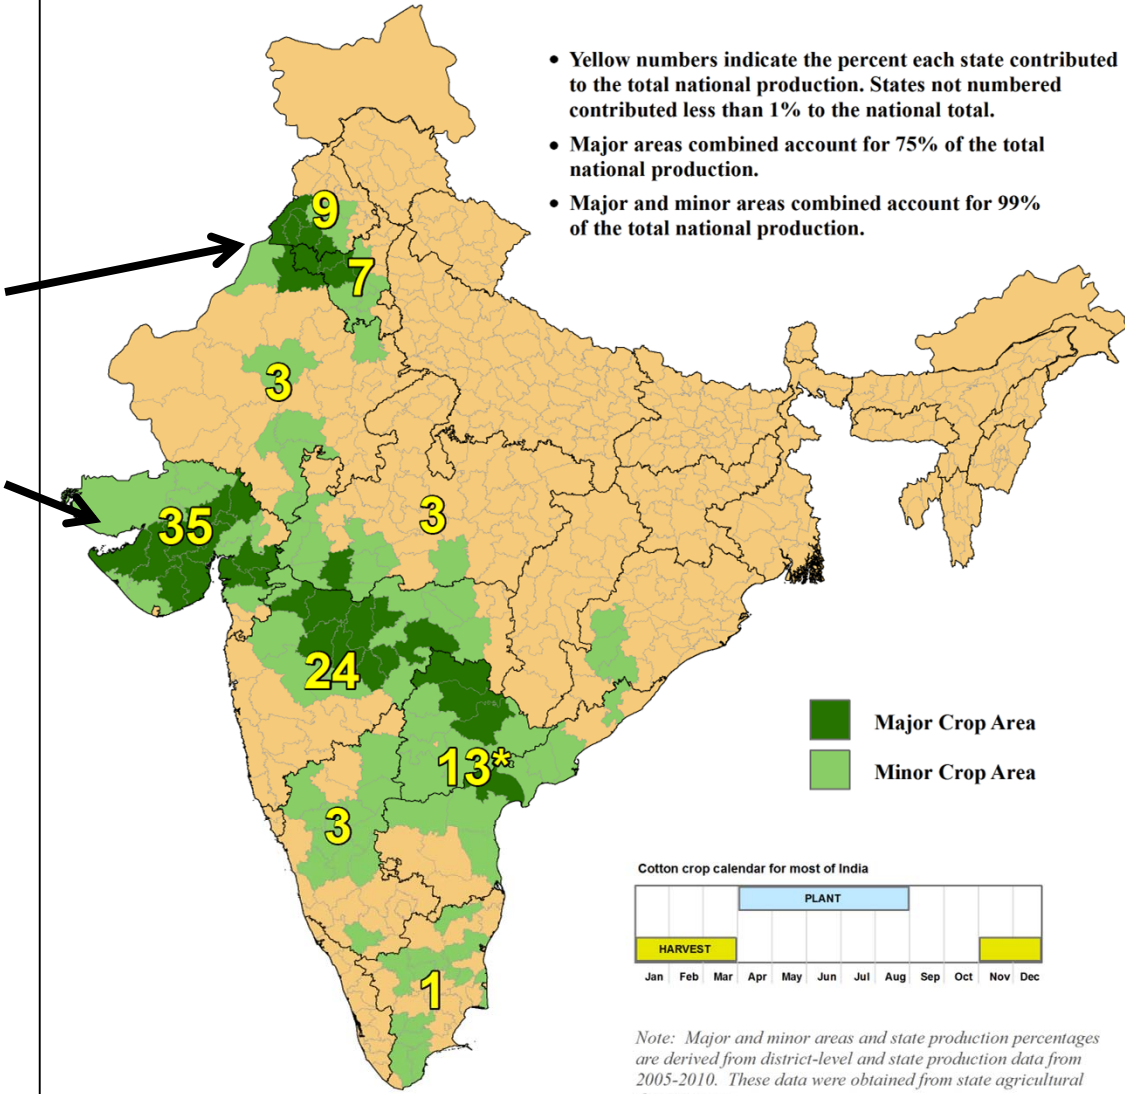 • Yellow numbers indicate the percent each state contributed
to the total national production. States not numbered
contributed less than 1% to the national total.
• Major areas combined account for 75% of the total
national production.
• Major and minor areas combined account for 99%
of the total national production.
9
7
3
35
3
24
13*
3
1
Major Crop Area
Minor Crop Area
Cotton crop calendar for most of India
PLANT
HARVEST
Jan Feb Mar Apr May Jun Jul Aug Sep Oct Nov Dec
Note: Major and minor areas and state production percentages
are derived from district-level and state production data from
2005-2010. These data were obtained from state agricultural